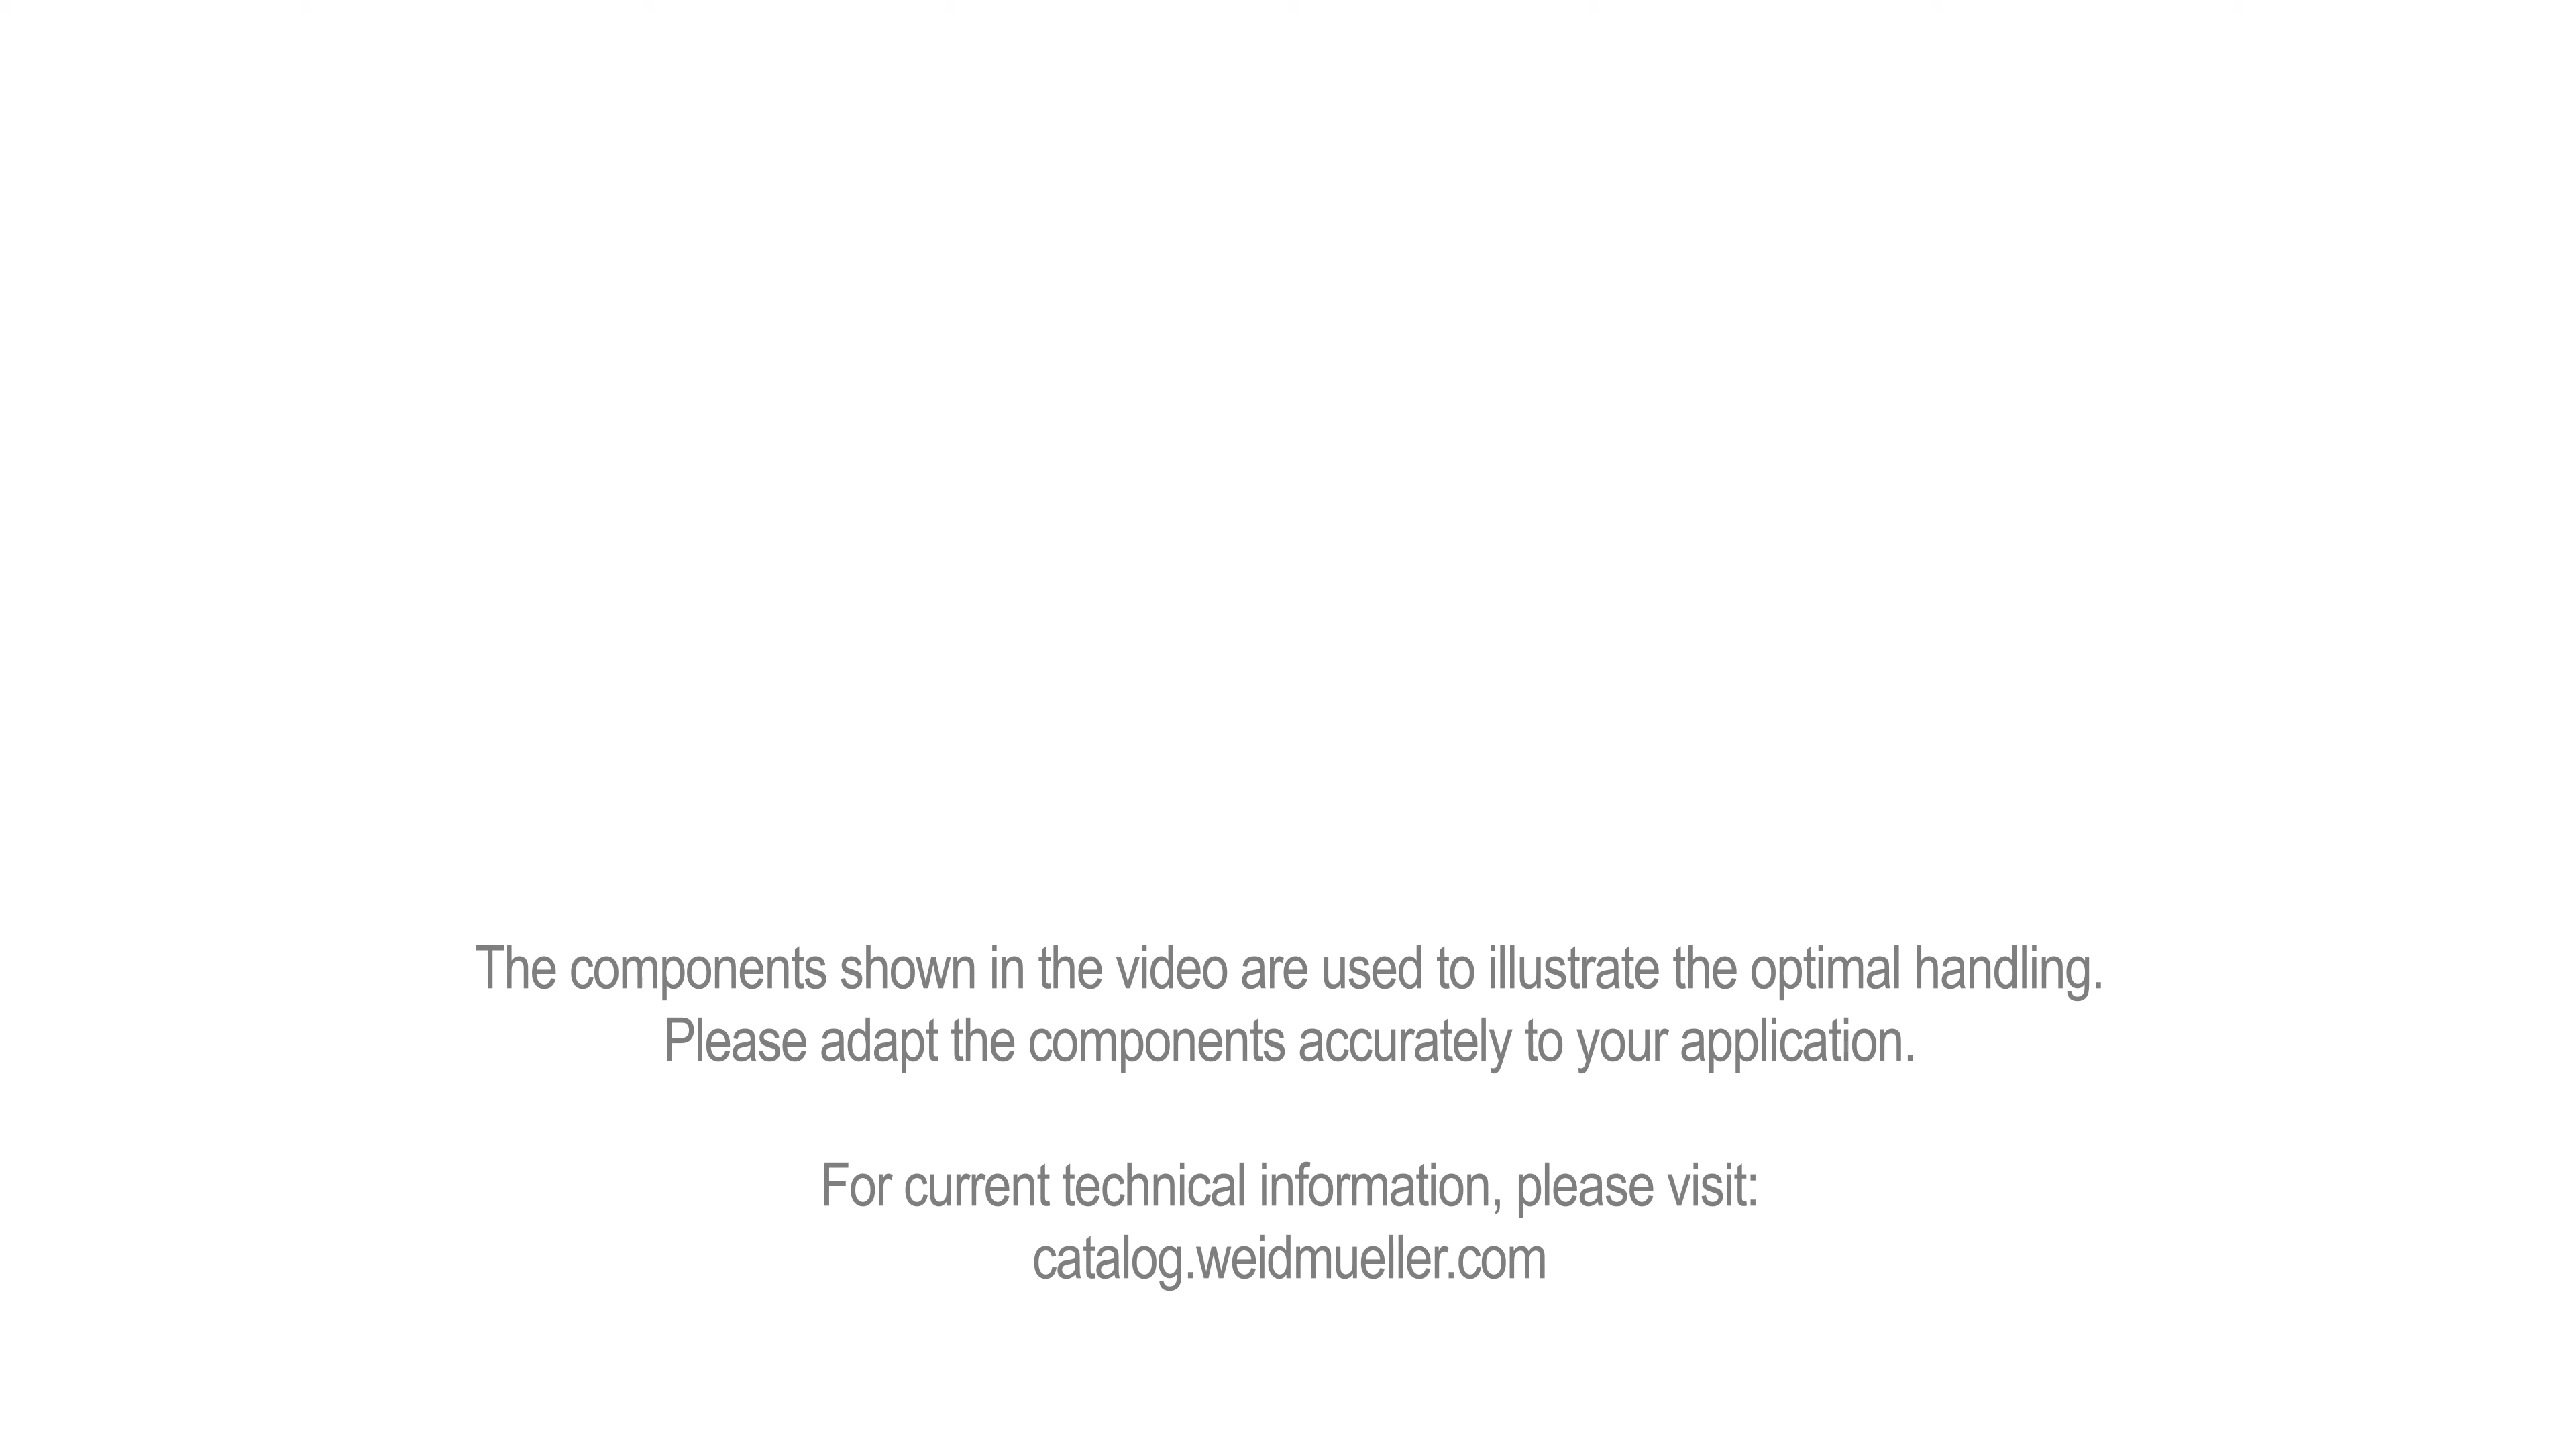 The components shown in the video are used to illustrate the optimal handling.
Please adapt the components accurately to your application.
For current technical information, please visit:
catalog.weidmueller.com